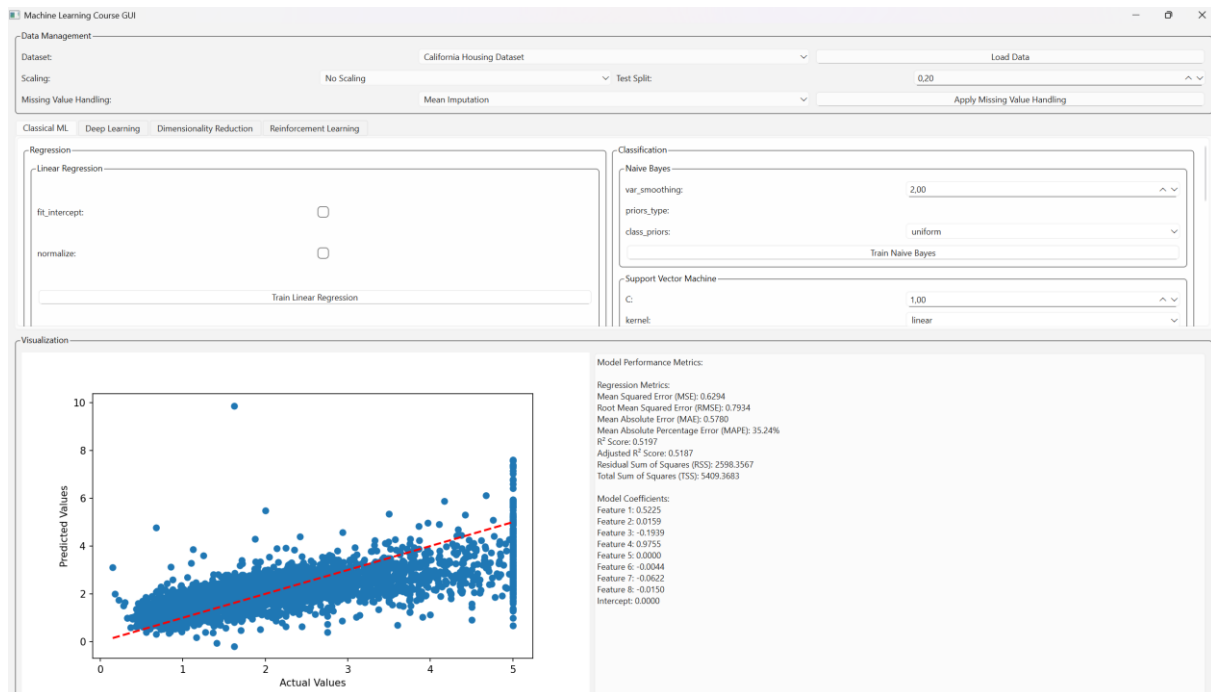 Machine Learning Course GUI
Data Management
Dataset: California Housing Dataset Load Data
Scaling: No Scaling Test Split: 0,20
Missing Value Handling: Mean Imputation Apply Missing Value Handling
Classical ML Deep Learning Dimensionality Reduction Reinforcement Learning
Regression
Linear Regression
fit_intercept:
normalize:
Train Linear Regression
Classification
Naive Bayes
var_smoothing: 2,00
priors_type:
class_priors: uniform
Train Naive Bayes
Support Vector Machine
C: 1,00
kernel: linear
Visualization
10
8
6
4
2
0
Predicted Values
0 1 2 3 4 5
Actual Values
Model Performance Metrics:
Regression Metrics:
Mean Squared Error (MSE): 0.6294
Root Mean Squared Error (RMSE): 0.7934
Mean Absolute Error (MAE): 0.5780
Mean Absolute Percentage Error (MAPE): 35.24%
R² Score: 0.5197
Adjusted R² Score: 0.5187
Residual Sum of Squares (RSS): 2598.3567
Total Sum of Squares (TSS): 5409.3683
Model Coefficients:
Feature 1: 0.5225
Feature 2: 0.0159
Feature 3: -0.1939
Feature 4: 0.9755
Feature 5: 0.0000
Feature 6: -0.0044
Feature 7: -0.0622
Feature 8: -0.0150
Intercept: 0.0000